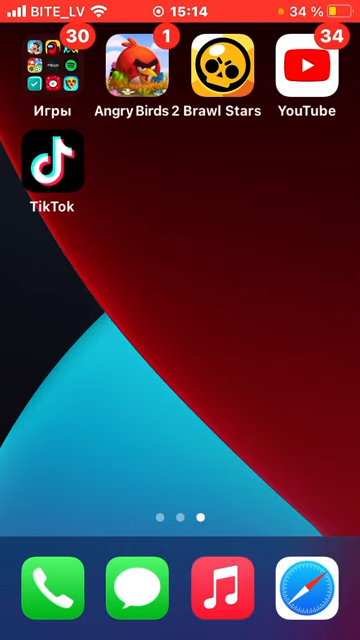 BITE_LV 15:14 34 %
30 1 34
Игры Angry Birds 2 Brawl Stars YouTube
TikTok